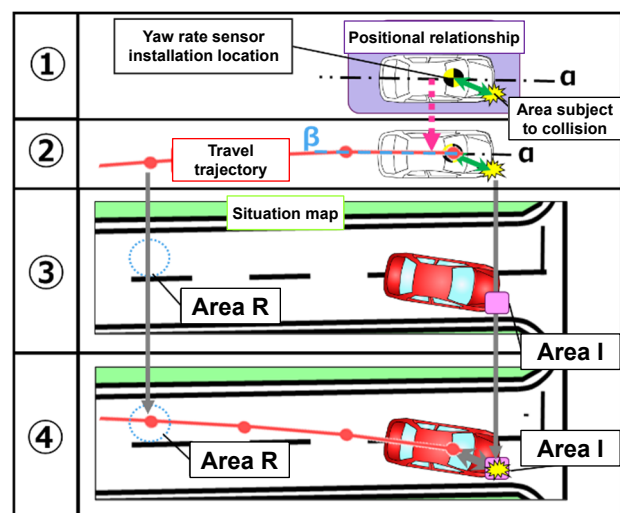 ①
Yaw rate sensor
installation location
Positional relationship
α
Area subject
to collision
②
Travel
trajectory
β
α
③
Situation map
Area R
Area I
④
Area R
Area I